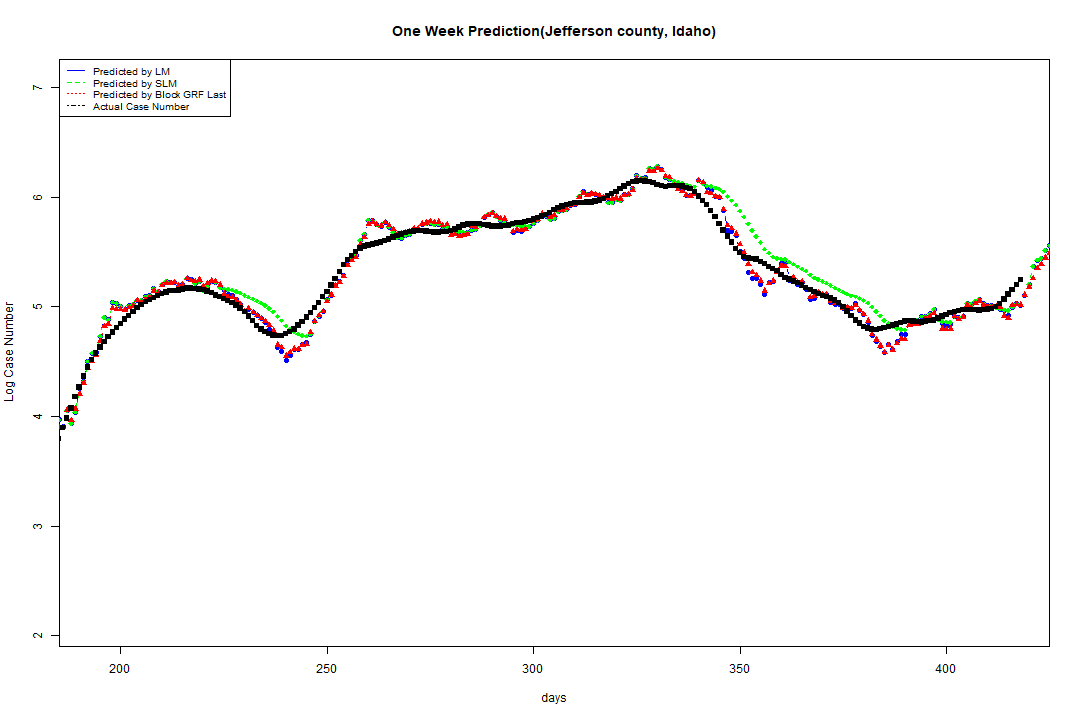 One Week Prediction(Jefferson county, Idaho)
Predicted by LM
Predicted by SLM
Predicted by Block GRF Last
Actual Case Number
7
6
5
4
3
2
Log Case Number
200 250 300 350 400
days